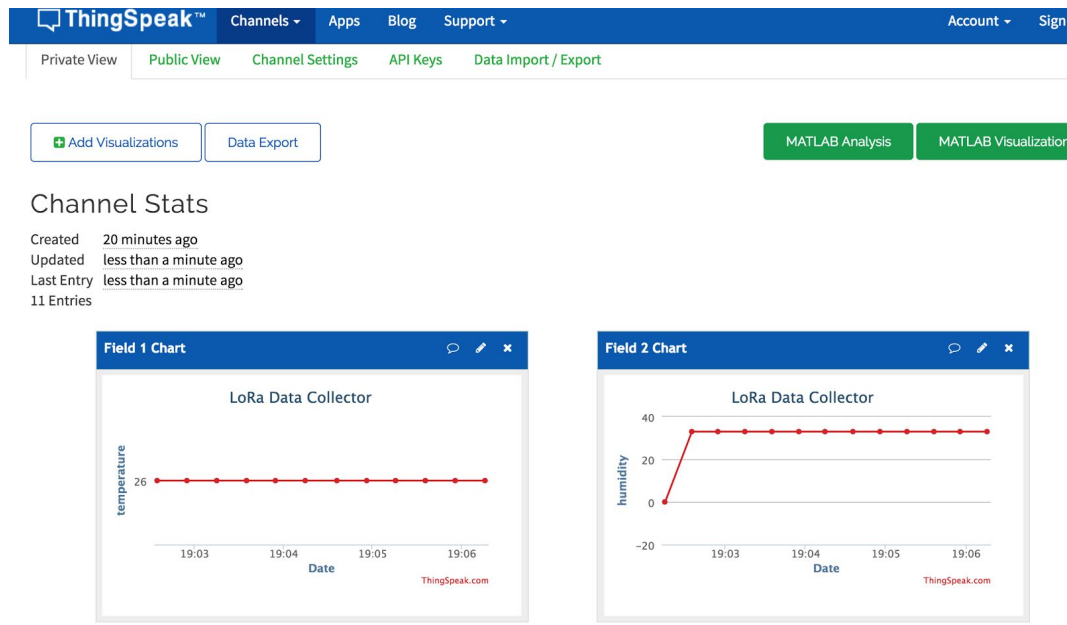 ThingSpeak™ Channels Apps Blog Support Account Sign
Private View Public View Channel Settings API Keys Data Import / Export
Add Visualizations Data Export MATLAB Analysis MATLAB Visualization
Channel Stats
Created 20 minutes ago
Updated less than a minute ago
Last Entry less than a minute ago
11 Entries
Field 1 Chart
LoRa Data Collector
temperature
26
19:03 19:04 19:05 19:06
Date
ThingSpeak.com
Field 2 Chart
LoRa Data Collector
humidity
40
20
0
-20
19:03 19:04 19:05 19:06
Date
ThingSpeak.com